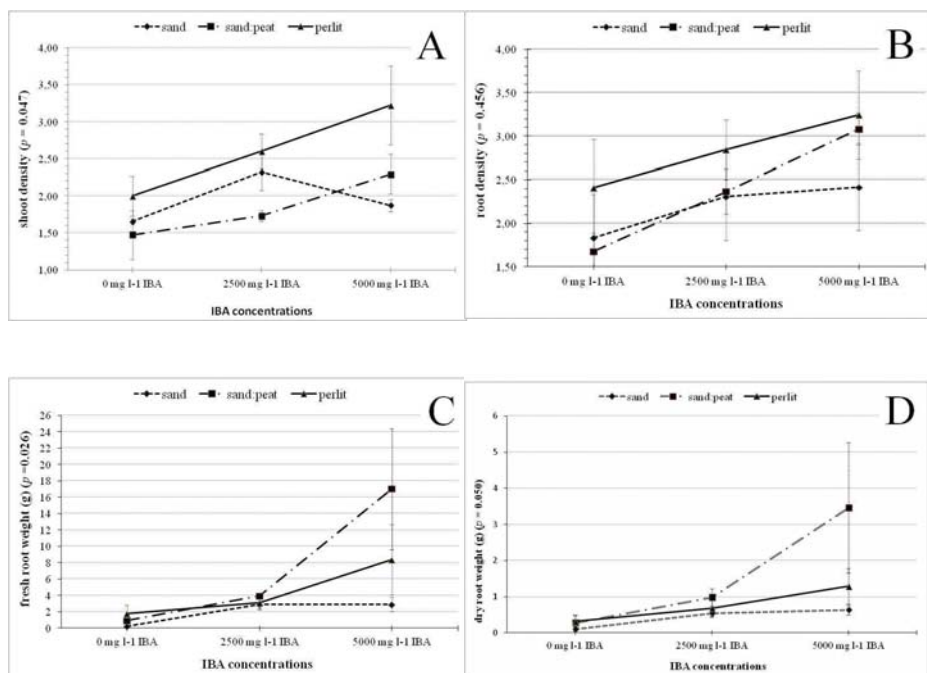 sand sand:peat perlit
A
4,00
3,50
3,00
2,50
2,00
1,50
1,00
shoot density (p = 0.047)
0 mg l-1 IBA 2500 mg l-1 IBA 5000 mg l-1 IBA
IBA concentrations
sand sand:peat perlit
B
4,00
3,50
3,00
2,50
2,00
1,50
root density (p = 0.456)
0 mg l-1 IBA 2500 mg l-1 IBA 5000 mg l-1 IBA
IBA concentrations
sand sand:peat perlit
C
26
24
22
20
18
16
14
12
10
8
6
4
2
0
fresh root weight (g) (p =0.026)
0 mg l-1 IBA 2500 mg l-1 IBA 5000 mg l-1 IBA
IBA concentrations
sand sand:peat perlit
D
6
5
4
3
2
1
0
dry root weight (g) (p = 0.050)
0 mg l-1 IBA 2500 mg l-1 IBA 5000 mg l-1 IBA
IBA concentrations